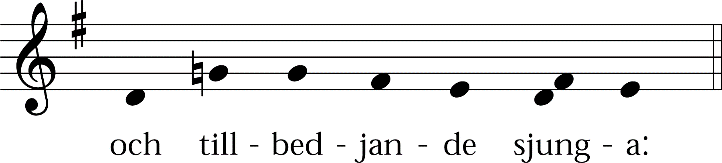 och till - bed - jan - de sjung - a: